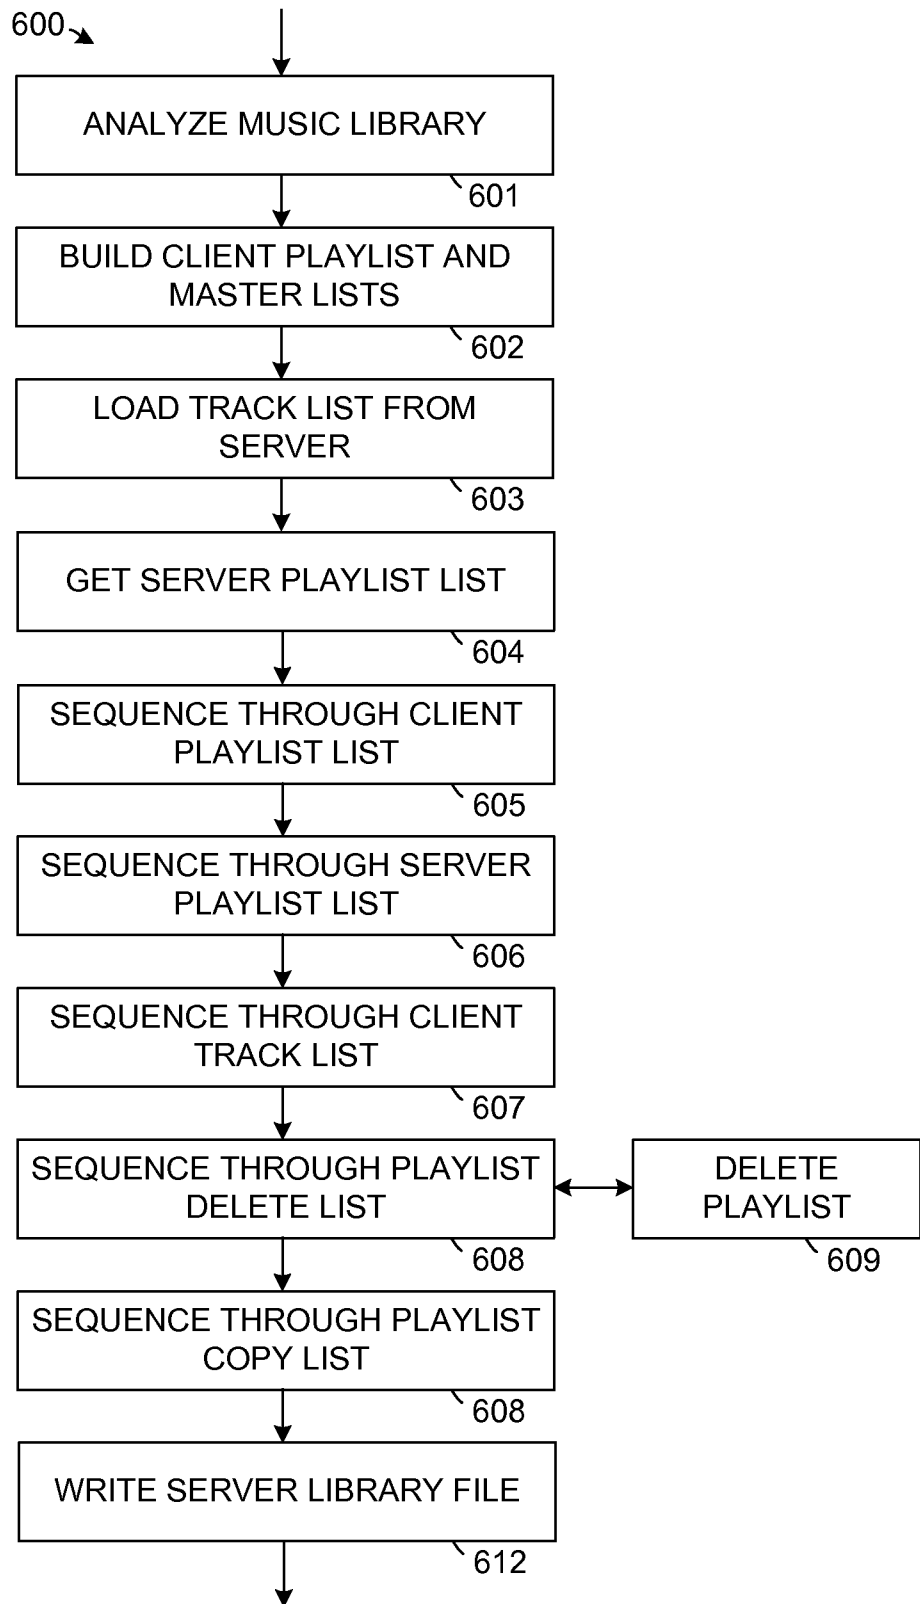 600
ANALYZE MUSIC LIBRARY
601
BUILD CLIENT PLAYLIST AND
MASTER LISTS
602
LOAD TRACK LIST FROM
SERVER
603
GET SERVER PLAYLIST LIST
604
SEQUENCE THROUGH CLIENT
PLAYLIST LIST
605
SEQUENCE THROUGH SERVER
PLAYLIST LIST
606
SEQUENCE THROUGH CLIENT
TRACK LIST
607
SEQUENCE THROUGH PLAYLIST
DELETE LIST
608
DELETE
PLAYLIST
609
SEQUENCE THROUGH PLAYLIST
COPY LIST
608
WRITE SERVER LIBRARY FILE
612